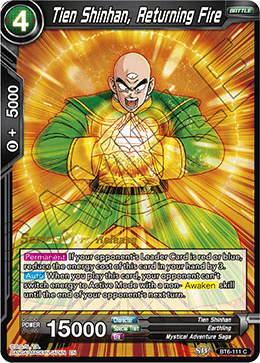 4
Tien Shinhan, Returning Fire
BATTLE
+ 5000
Permanent If your opponent's Leader Card is red or blue,
reduce the energy cost of this card in your hand by 3.
Auto When you play this card, your opponent can't
switch energy to Active Mode with a non- Awaken skill
until the end of your opponent's next turn.
POWER
15000
Character
Tien Shinhan
Special Trait
Earthling
Era
Mystical Adventure Saga
BT6-111 C